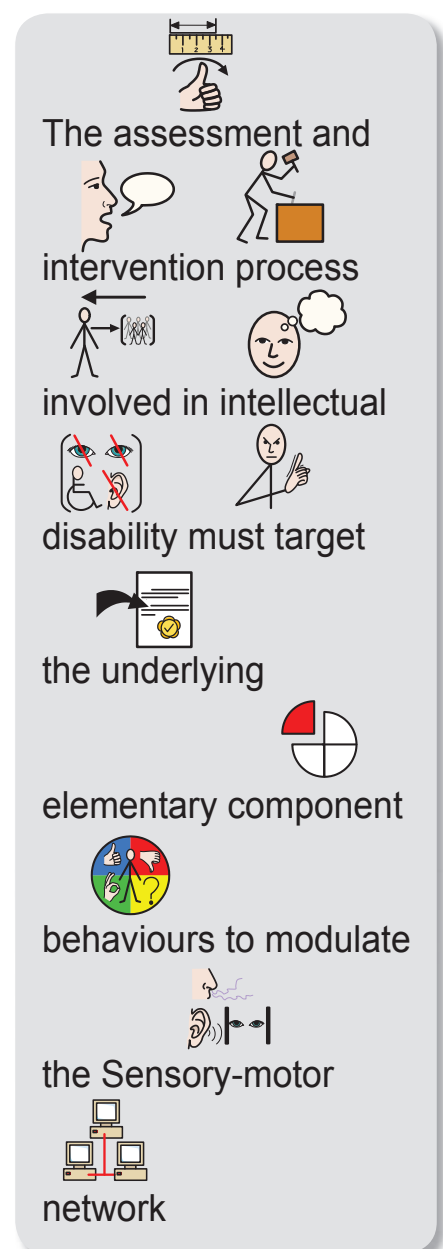 The assessment and
intervention process
involved in intellectual
disability must target
the underlying
elementary component
behaviours to modulate
the Sensory-motor
network